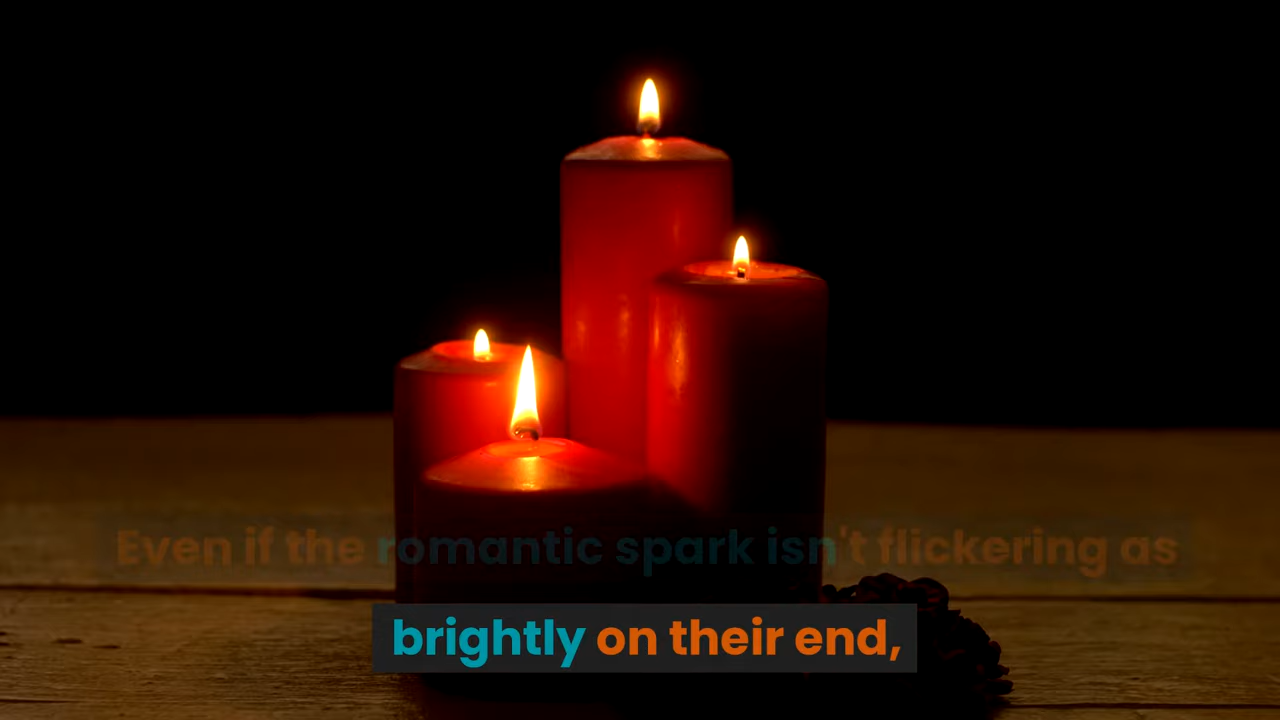 Even if the romantic spark isn't flickering as
brightly on their end,